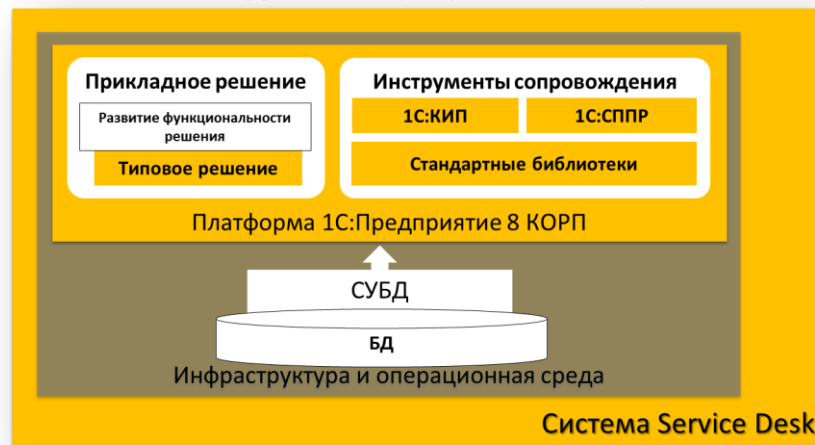 Прикладное решение
Развитие функциональности
решения
Типовое решение
Инструменты сопровождения
1С:КИП
1С:СППР
Стандартные библиотеки
Платформа 1С:Предприятие 8 КОРП
СУБД
БД
Инфраструктура и операционная среда
Система Service Desk